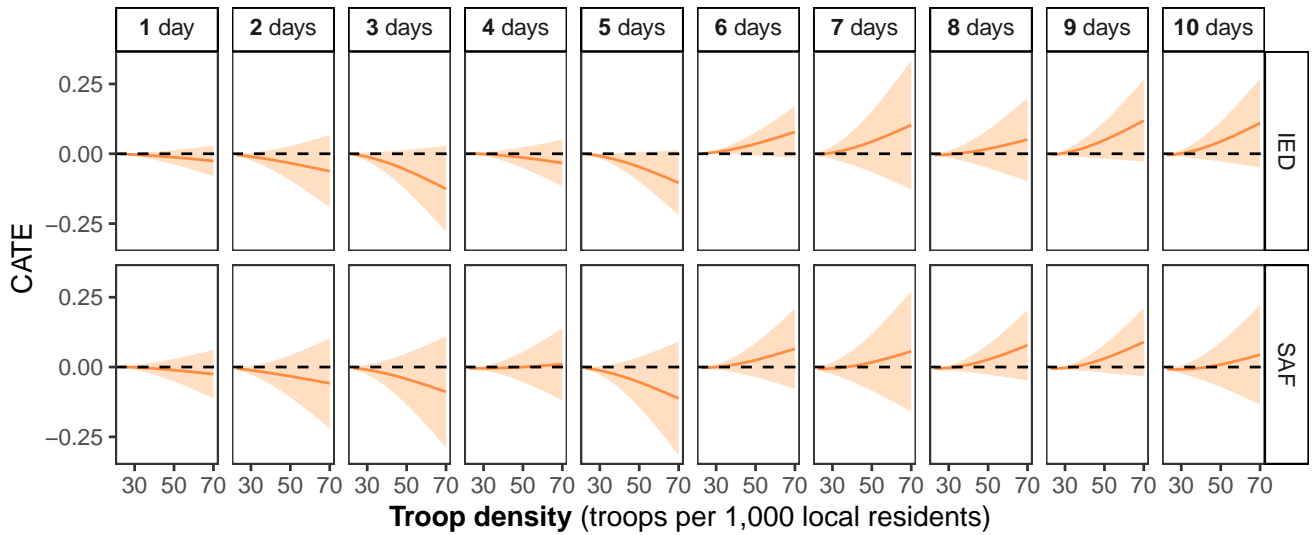 1 day 2 days 3 days 4 days 5 days 6 days 7 days 8 days 9 days 10 days
0.25
0.00
−0.25
IED
CATE
0.25
0.00
−0.25
SAF
30 50 70 30 50 70 30 50 70 30 50 70 30 50 70 30 50 70 30 50 70 30 50 70 30 50 70 30 50 70
Troop density (troops per 1,000 local residents)